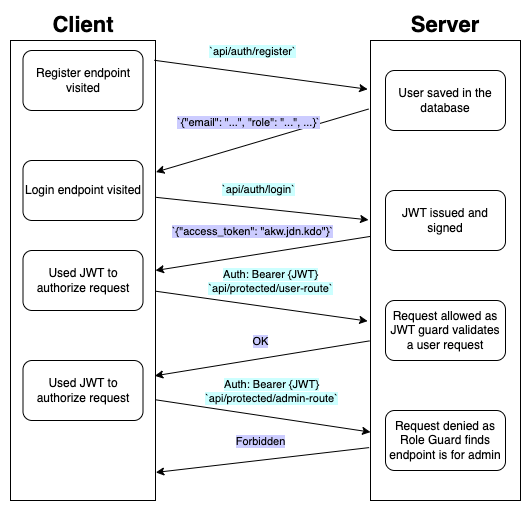 Client
Server
`api/auth/register`
Register endpoint
visited
User saved in the
database
`{"email": "...", "role": "...", ...}`
Login endpoint visited
`api/auth/login`
JWT issued and
signed
`{"access_token": "akw.jdn.kdo"}`
Used JWT to
authorize request
Auth: Bearer {JWT}
`api/protected/user-route`
Request allowed as
JWT guard validates
a user request
OK
Used JWT to
authorize request
Auth: Bearer {JWT}
`api/protected/admin-route`
Request denied as
Role Guard finds
endpoint is for admin
Forbidden